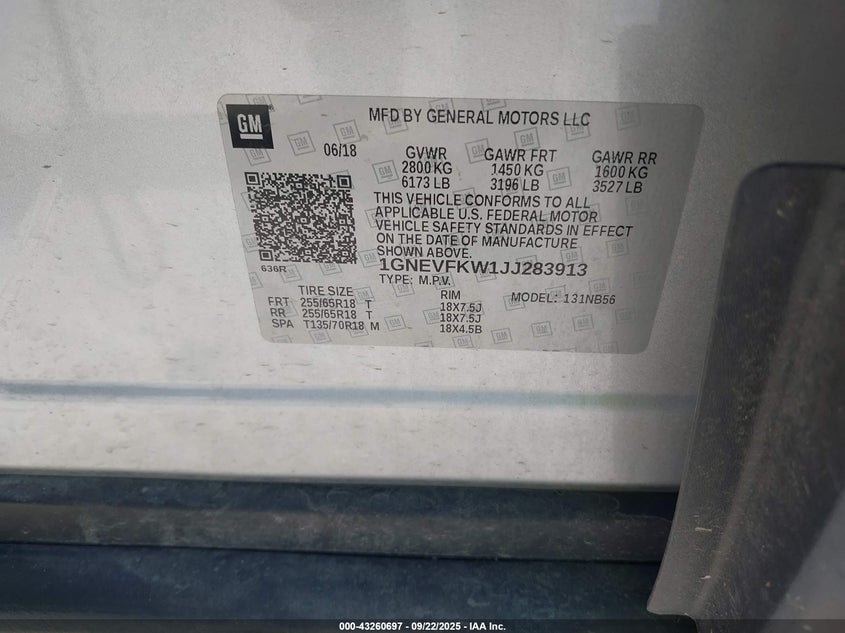 GM
MFD BY GENERAL MOTORS LLC
06/18 GVWR GAWR FRT GAWR RR
2800 KG 1450 KG 1600 KG
6173 LB 3196 LB 3527 LB
THIS VEHICLE CONFORMS TO ALL
APPLICABLE U.S. FEDERAL MOTOR
VEHICLE SAFETY STANDARDS IN EFFECT
ON THE DATE OF MANUFACTURE
SHOWN ABOVE.
636R
1GNEVFKW1JJ283913
TYPE: M.P.V.
TIRE SIZE RIM MODEL: 131NB56
FRT 255/65R18 T 18X7.5J
RR 255/65R18 T 18X7.5J
SPA T135/70R18 M 18X4.5B
000-43260697 - 09/22/2025 - IAA Inc.